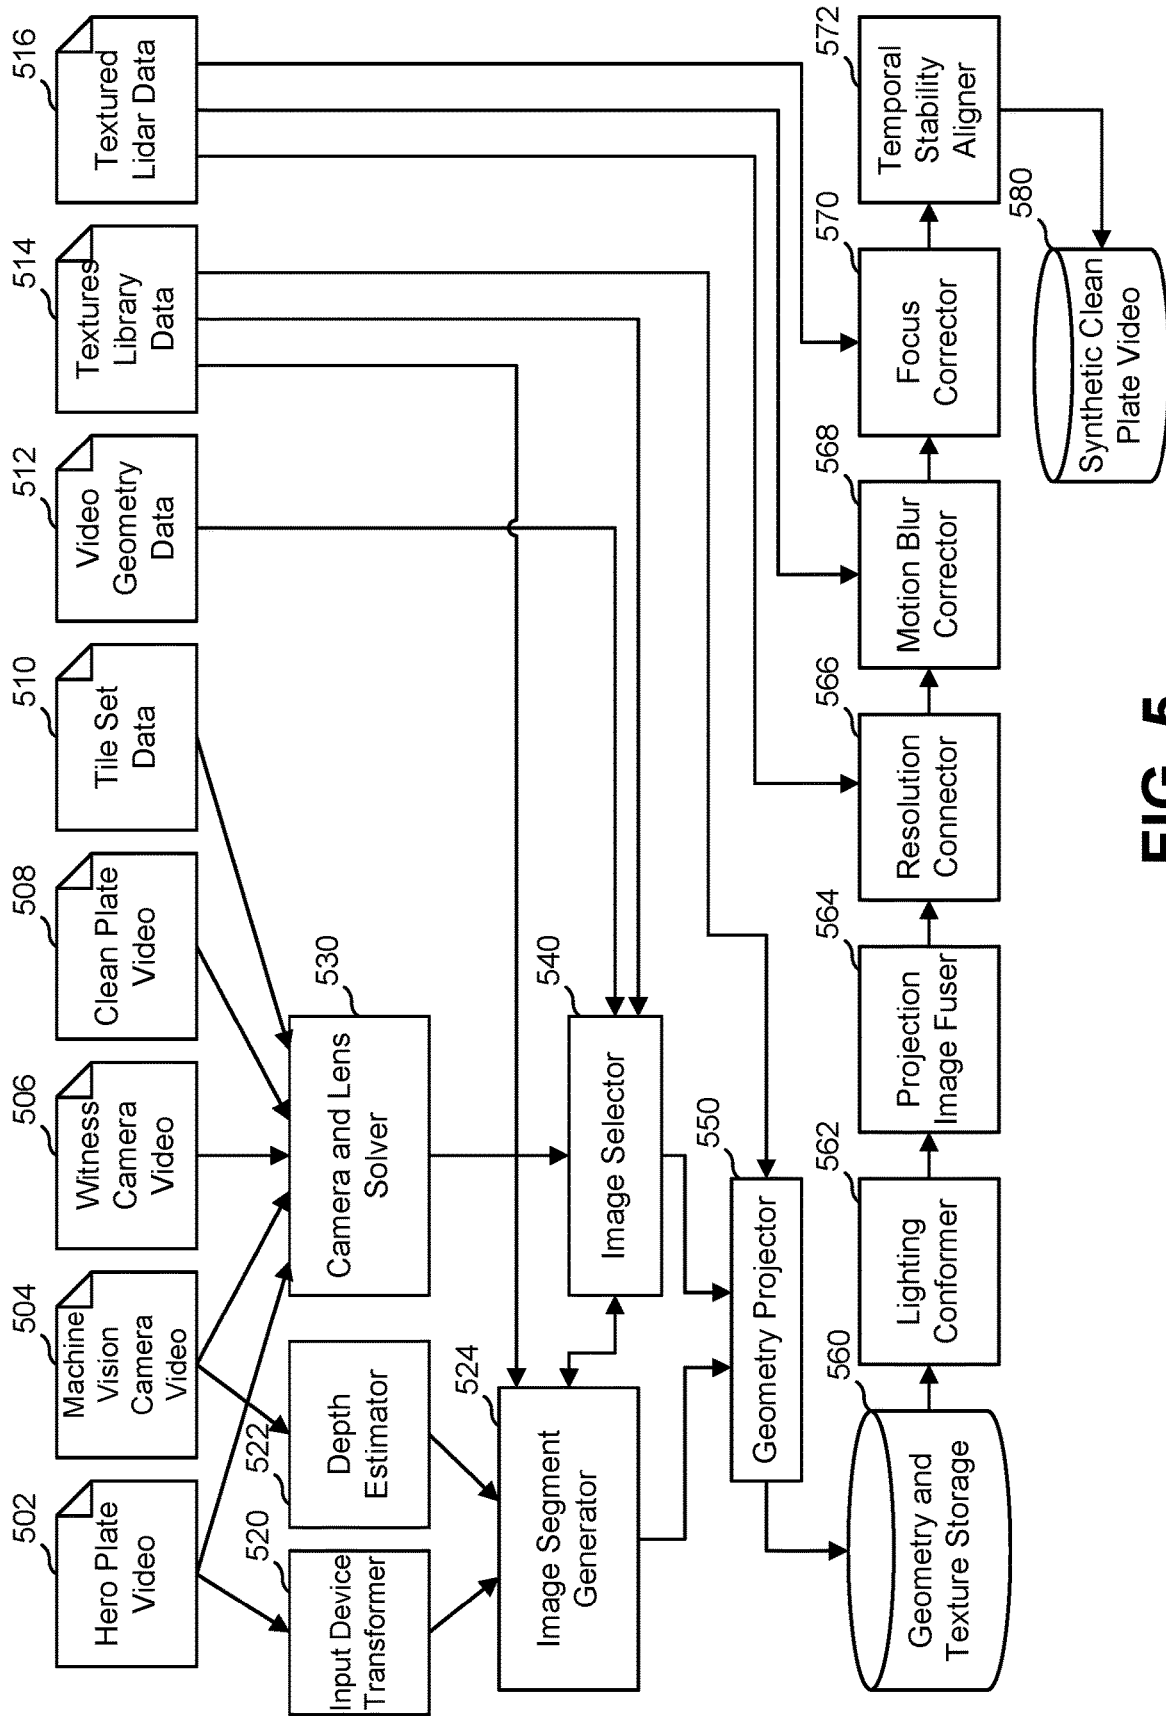 502
Hero Plate
Video
504
Machine
Vision
Camera
Video
506
Witness
Camera
Video
508
Clean Plate
Video
510
Tile Set
Data
512
Video
Geometry
Data
514
Textures
Library
Data
516
Textured
Lidar Data
520
Input Device
Transformer
522
Depth
Estimator
530
Camera and Lens
Solver
524
Image Segment
Generator
540
Image Selector
550
Geometry Projector
560
Geometry and
Texture Storage
562
Lighting
Conformer
564
Projection
Image Fuser
566
Resolution
Connector
568
Motion Blur
Corrector
570
Focus
Corrector
572
Temporal
Stability
Aligner
580
Synthetic Clean
Plate Video
FIG. 5